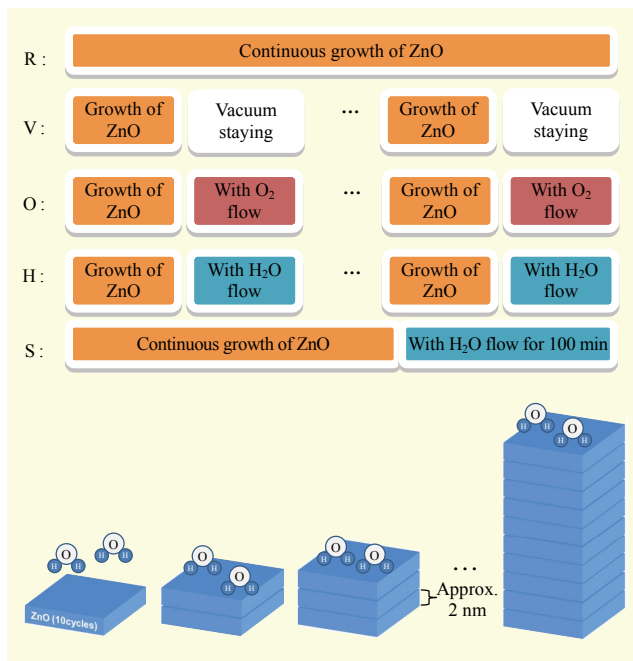 R :
Continuous growth of ZnO
V :
Growth of
ZnO
Vacuum
staying
...
Growth of
ZnO
Vacuum
staying
O :
Growth of
ZnO
With O₂
flow
...
Growth of
ZnO
With O₂
flow
H :
Growth of
ZnO
With H₂O
flow
...
Growth of
ZnO
With H₂O
flow
S :
Continuous growth of ZnO
With H₂O flow for 100 min
O
H H
O
H H
O
H H
O
H H
O
H H
O
H H
O
H H
O
H H
ZnO (10cycles)
...
Approx.
2 nm